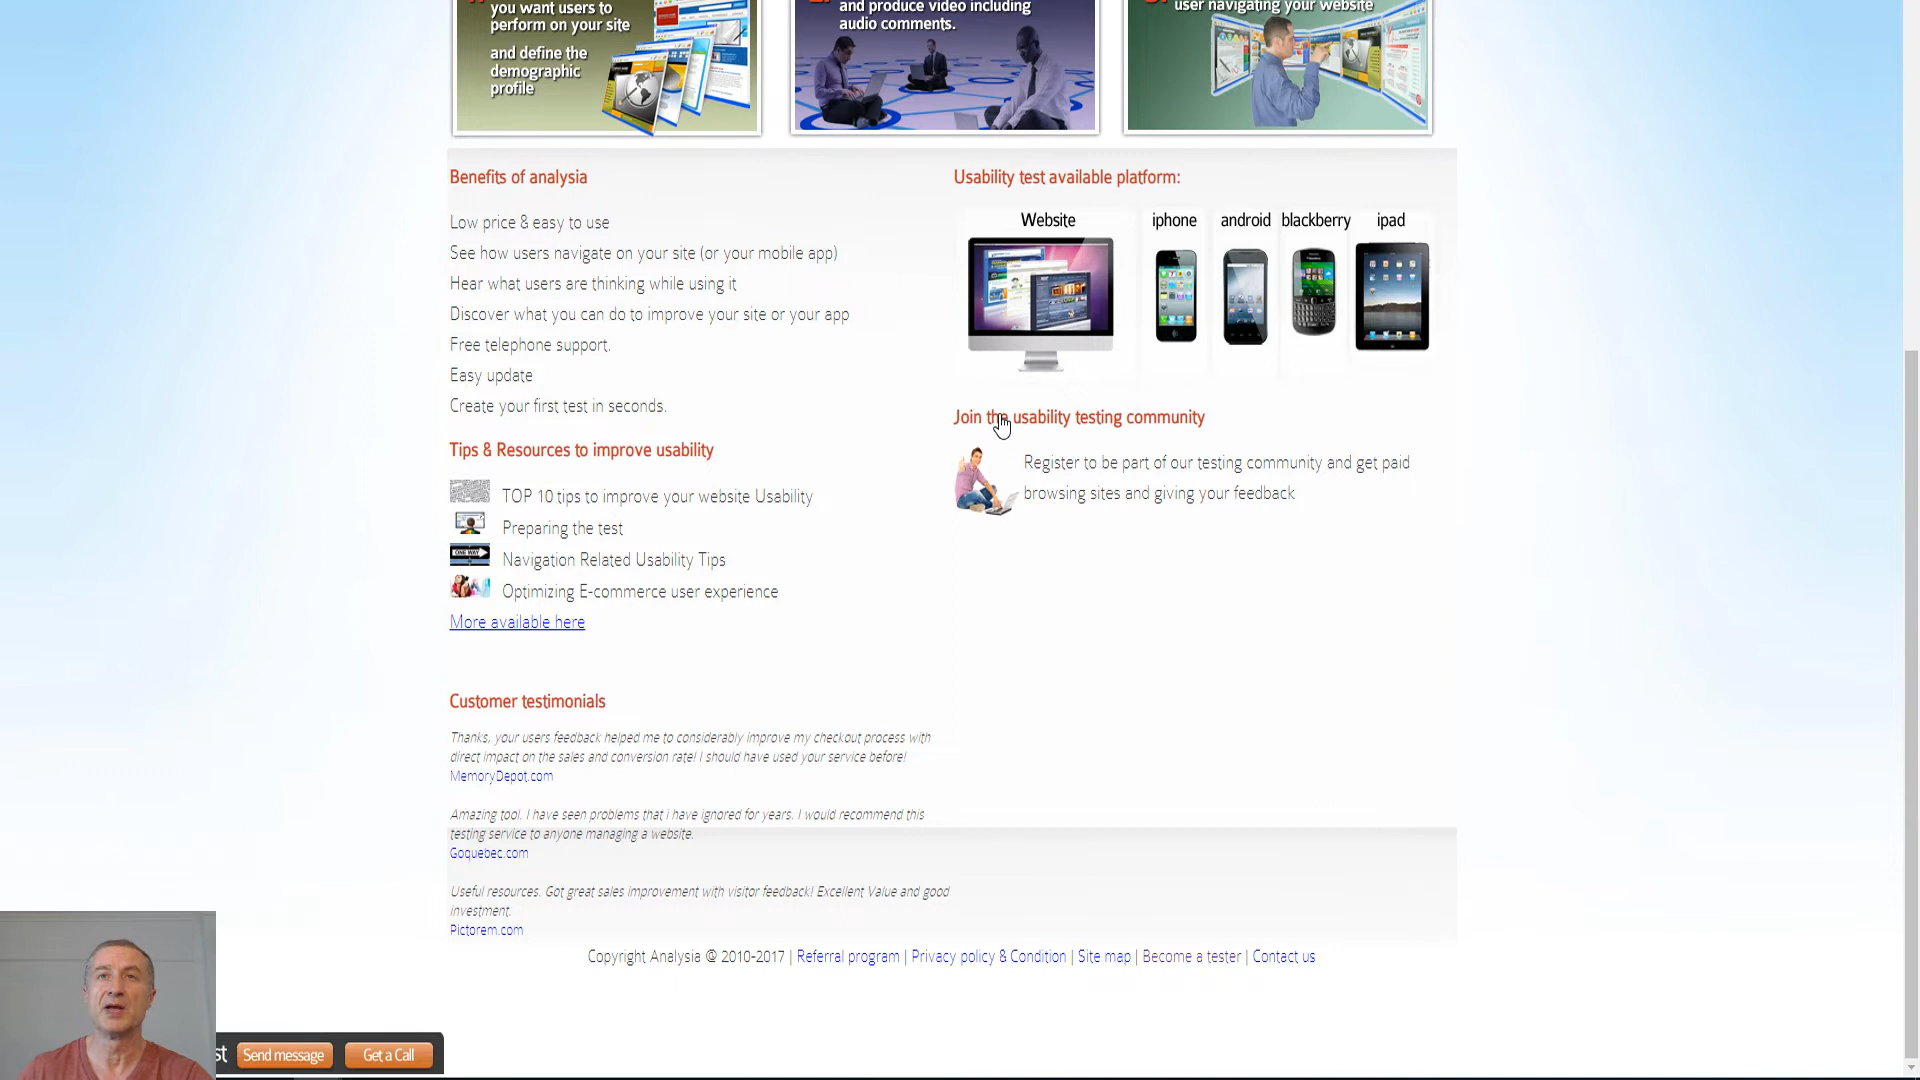 you want users to
perform on your site
and define the
demographic
profile
and produce video including
audio comments.
user navigating your website
Benefits of analysia
Low price & easy to use
See how users navigate on your site (or your mobile app)
Hear what users are thinking while using it
Discover what you can do to improve your site or your app
Free telephone support.
Easy update
Create your first test in seconds.
Tips & Resources to improve usability
TOP 10 tips to improve your website Usability
Preparing the test
ONE WAY
Navigation Related Usability Tips
Optimizing E-commerce user experience
More available here
Usability test available platform:
Website iphone android blackberry ipad
Join the usability testing community
Register to be part of our testing community and get paid
browsing sites and giving your feedback
Customer testimonials
Thanks, your users feedback helped me to considerably improve my checkout process with
direct impact on the sales and conversion rate! I should have used your service before!
MemoryDepot.com
Amazing tool. I have seen problems that i have ignored for years. I would recommend this
testing service to anyone managing a website.
Goquebec.com
Useful resources. Got great sales improvement with visitor feedback! Excellent Value and good
investment.
Pictorem.com
Copyright Analysia @ 2010-2017 | Referral program | Privacy policy & Condition | Site map | Become a tester | Contact us
st Send message Get a Call